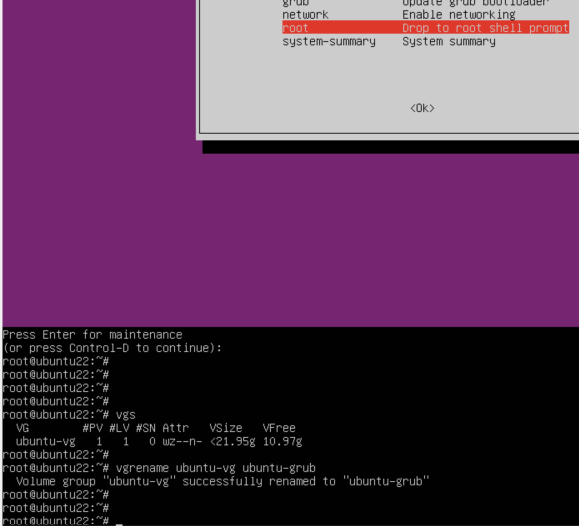 grub Update grub bootloader
network Enable networking
root Drop to root shell prompt
system-summary System summary
<Ok>
Press Enter for maintenance
(or press Control-D to continue):
root@ubuntu22:~#
root@ubuntu22:~#
root@ubuntu22:~#
root@ubuntu22:~#
root@ubuntu22:~# vgs
VG #PV #LV #SN Attr VSize VFree
ubuntu-vg 1 1 0 wz--n- <21.95g 10.97g
root@ubuntu22:~#
root@ubuntu22:~# vgrename ubuntu-vg ubuntu-grub
Volume group "ubuntu-vg" successfully renamed to "ubuntu-grub"
root@ubuntu22:~#
root@ubuntu22:~#
root@ubuntu22:~# _